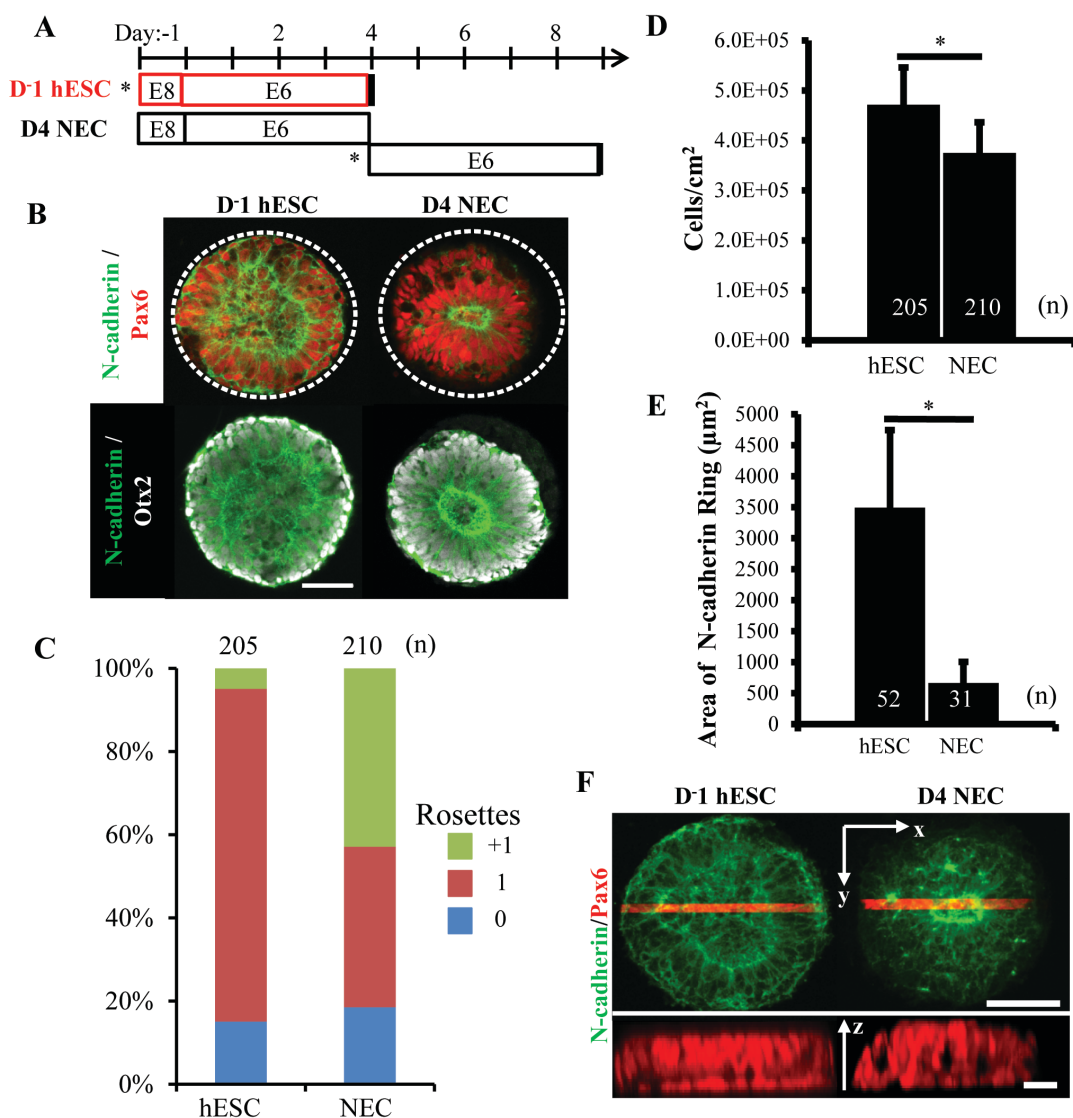 A
Day:-1 2 4 6 8
D-1 hESC * E8 E6
D4 NEC E8 E6
* E6
B
D-1 hESC D4 NEC
N-cadherin /
Pax6
N-cadherin /
Otx2
C
205 210 (n)
100%
80%
60%
40%
20%
0%
hESC NEC
Rosettes
+1
1
0
D
Cells/cm2
6.0E+05
5.0E+05
4.0E+05
3.0E+05
2.0E+05
1.0E+05
0.0E+00
*
205 210 (n)
hESC NEC
E
Area of N-cadherin Ring (µm2)
5000
4500
4000
3500
3000
2500
2000
1500
1000
500
0
*
52 31 (n)
hESC NEC
F
D-1 hESC D4 NEC
N-cadherin/Pax6
x
y
z